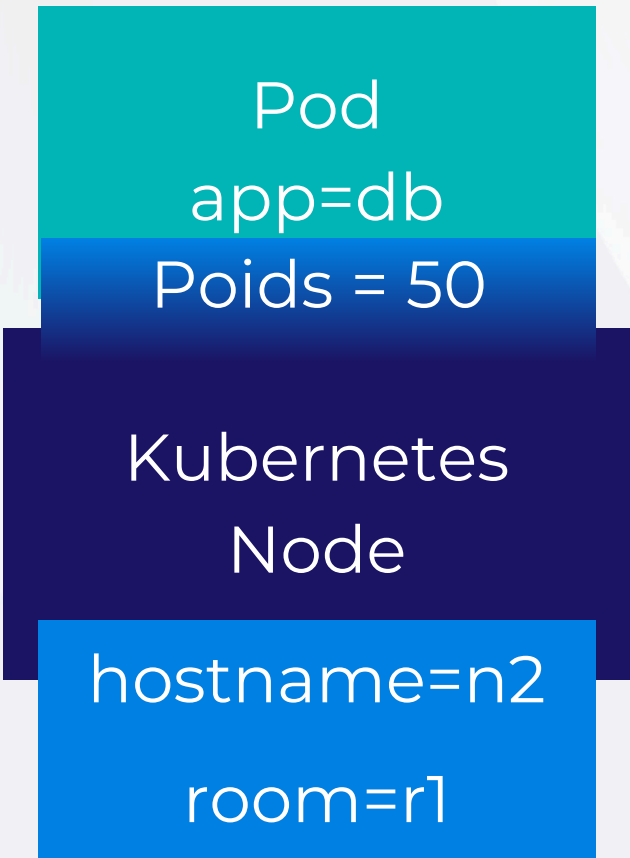 Pod
app=db
Poids = 50
Kubernetes
Node
hostname=n2
room=r1